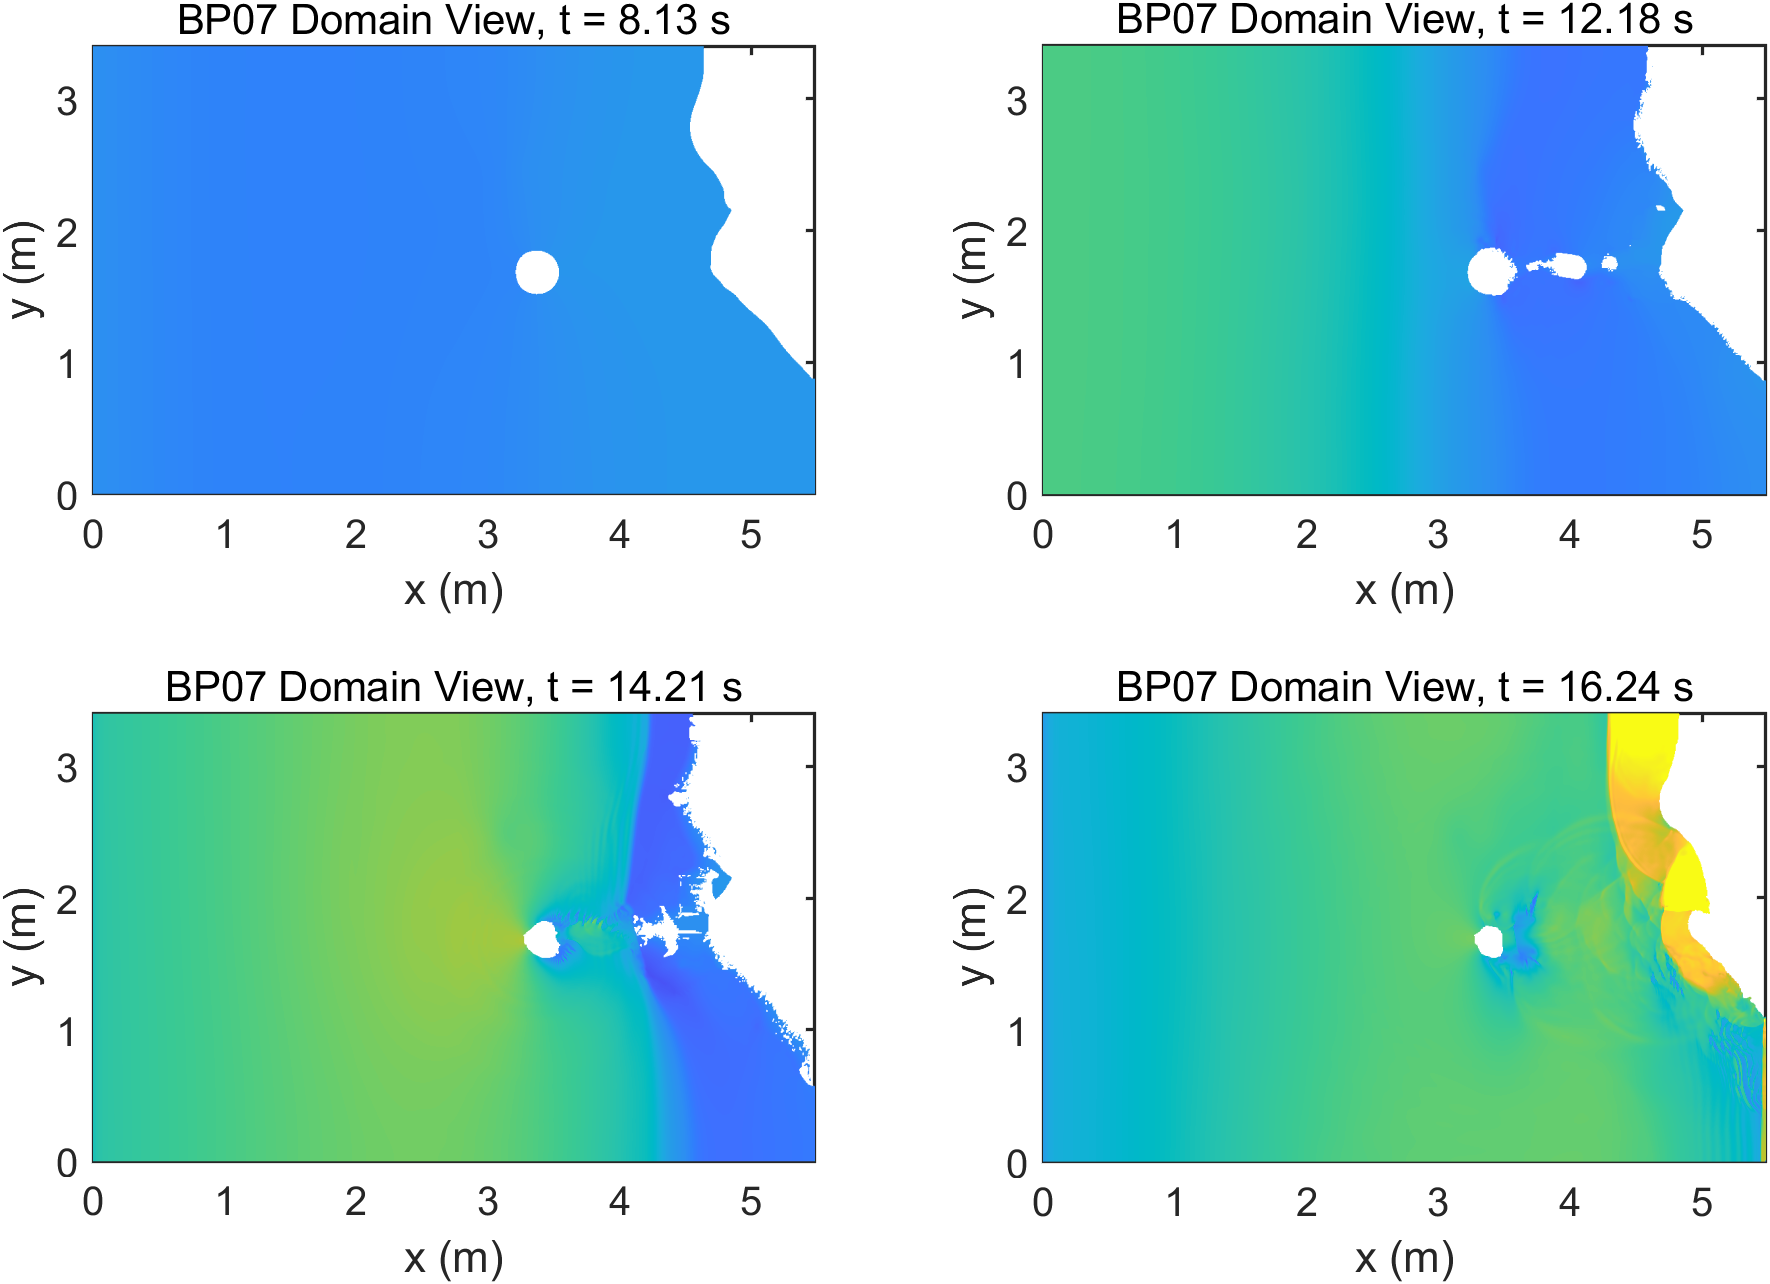 BP07 Domain View, t = 8.13 s
3
2
1
0
y (m)
0 1 2 3 4 5
x (m)
BP07 Domain View, t = 12.18 s
3
2
1
0
y (m)
0 1 2 3 4 5
x (m)
BP07 Domain View, t = 14.21 s
3
2
1
0
y (m)
0 1 2 3 4 5
x (m)
BP07 Domain View, t = 16.24 s
3
2
1
0
y (m)
0 1 2 3 4 5
x (m)